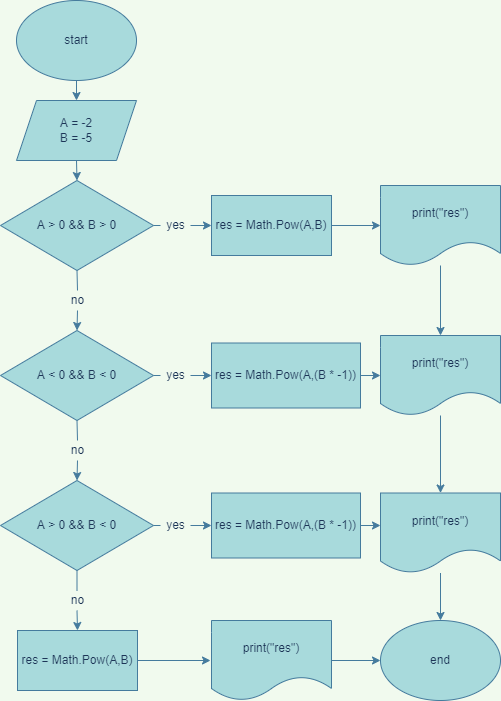 start
A = -2
B = -5
A > 0 && B > 0
yes
res = Math.Pow(A,B)
print("res")
no
A < 0 && B < 0
yes
res = Math.Pow(A,(B * -1))
print("res")
no
A > 0 && B < 0
yes
res = Math.Pow(A,(B * -1))
print("res")
no
res = Math.Pow(A,B)
print("res")
end